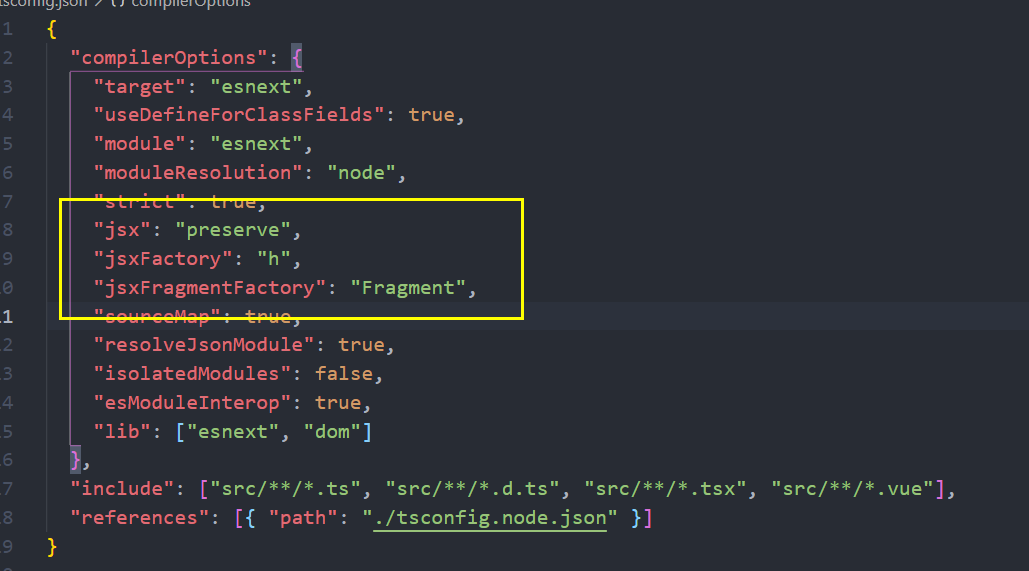 tsconfig.json > {} compilerOptions
1 {
2 "compilerOptions": {
3 "target": "esnext",
4 "useDefineForClassFields": true,
5 "module": "esnext",
6 "moduleResolution": "node",
7 "strict": true,
8 "jsx": "preserve",
9 "jsxFactory": "h",
0 "jsxFragmentFactory": "Fragment",
1 "sourceMap": true,
2 "resolveJsonModule": true,
3 "isolatedModules": false,
4 "esModuleInterop": true,
5 "lib": ["esnext", "dom"]
6 },
7 "include": ["src/**/*.ts", "src/**/*.d.ts", "src/**/*.tsx", "src/**/*.vue"],
8 "references": [{ "path": "./tsconfig.node.json" }]
9 }